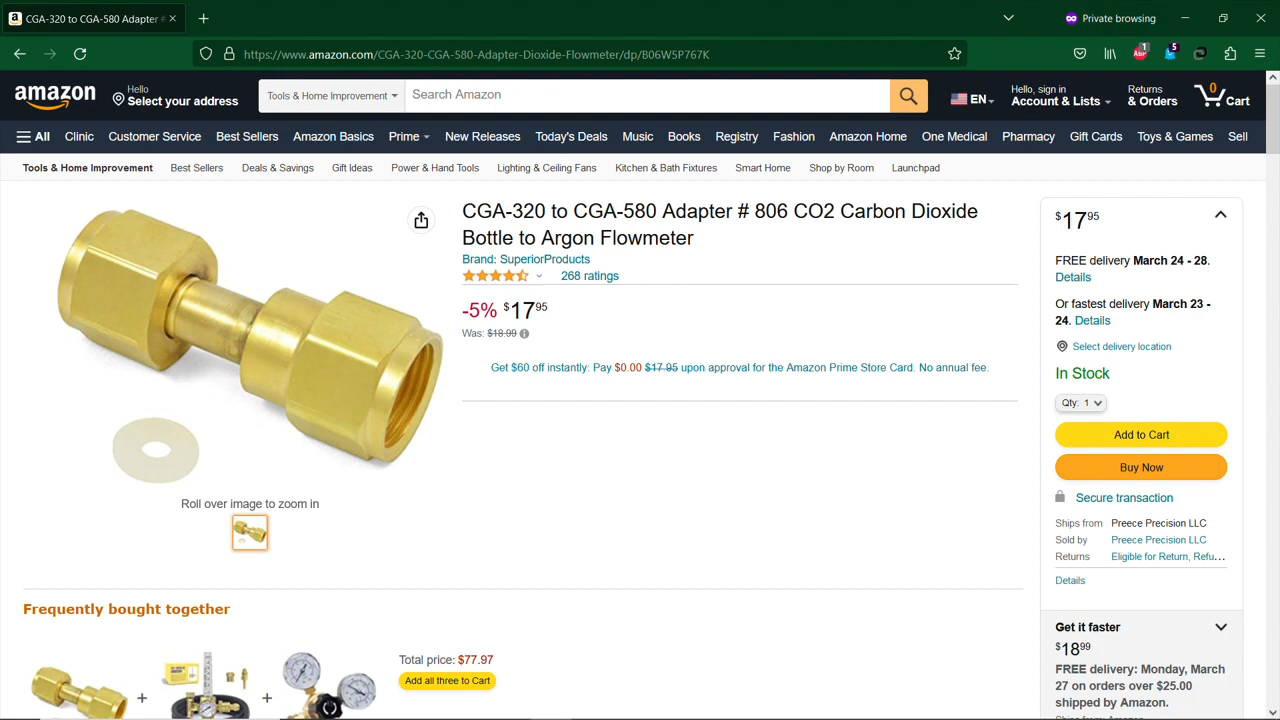 CGA-320 to CGA-580 Adapter #
Private browsing
1
5
https://www.amazon.com/CGA-320-CGA-580-Adapter-Dioxide-Flowmeter/dp/B06W5P767K
amazon
Hello
Select your address
Tools & Home Improvement
Search Amazon
EN
Hello, sign in
Account & Lists
Returns
& Orders
0
Cart
All
Clinic
Customer Service
Best Sellers
Amazon Basics
Prime
New Releases
Today's Deals
Music
Books
Registry
Fashion
Amazon Home
One Medical
Pharmacy
Gift Cards
Toys & Games
Sell
Tools & Home Improvement
Best Sellers
Deals & Savings
Gift Ideas
Power & Hand Tools
Lighting & Ceiling Fans
Kitchen & Bath Fixtures
Smart Home
Shop by Room
Launchpad
CGA-320 to CGA-580 Adapter # 806 CO2 Carbon Dioxide
Bottle to Argon Flowmeter
Brand: SuperiorProducts
268 ratings
-5% $17.95
Was: $18.99
Get $60 off instantly: Pay $0.00 $17.95 upon approval for the Amazon Prime Store Card. No annual fee.
Roll over image to zoom in
Frequently bought together
+
+
Total price: $77.97
Add all three to Cart
$17.95
FREE delivery March 24 - 28.
Details
Or fastest delivery March 23 -
24. Details
Select delivery location
In Stock
Qty: 1
Add to Cart
Buy Now
Secure transaction
Ships from Preece Precision LLC
Sold by Preece Precision LLC
Returns Eligible for Return, Refu...
Details
Get it faster
$18.99
FREE delivery: Monday, March
27 on orders over $25.00
shipped by Amazon.